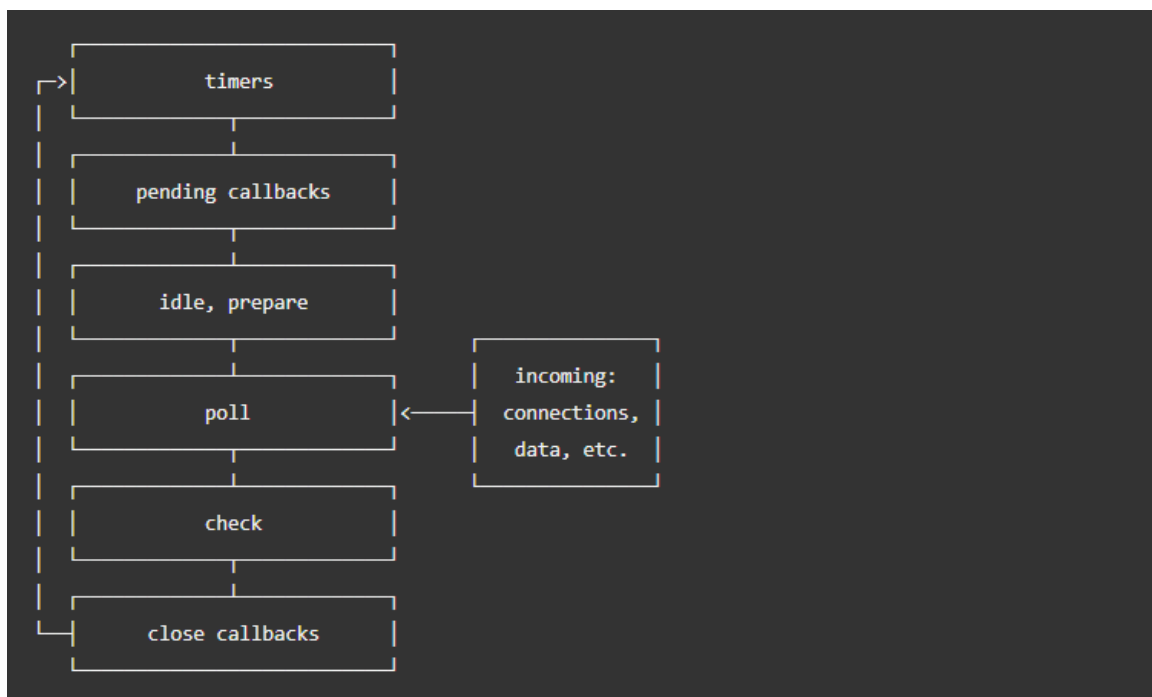 timers
pending callbacks
idle, prepare
incoming:
poll
connections,
data, etc.
check
close callbacks